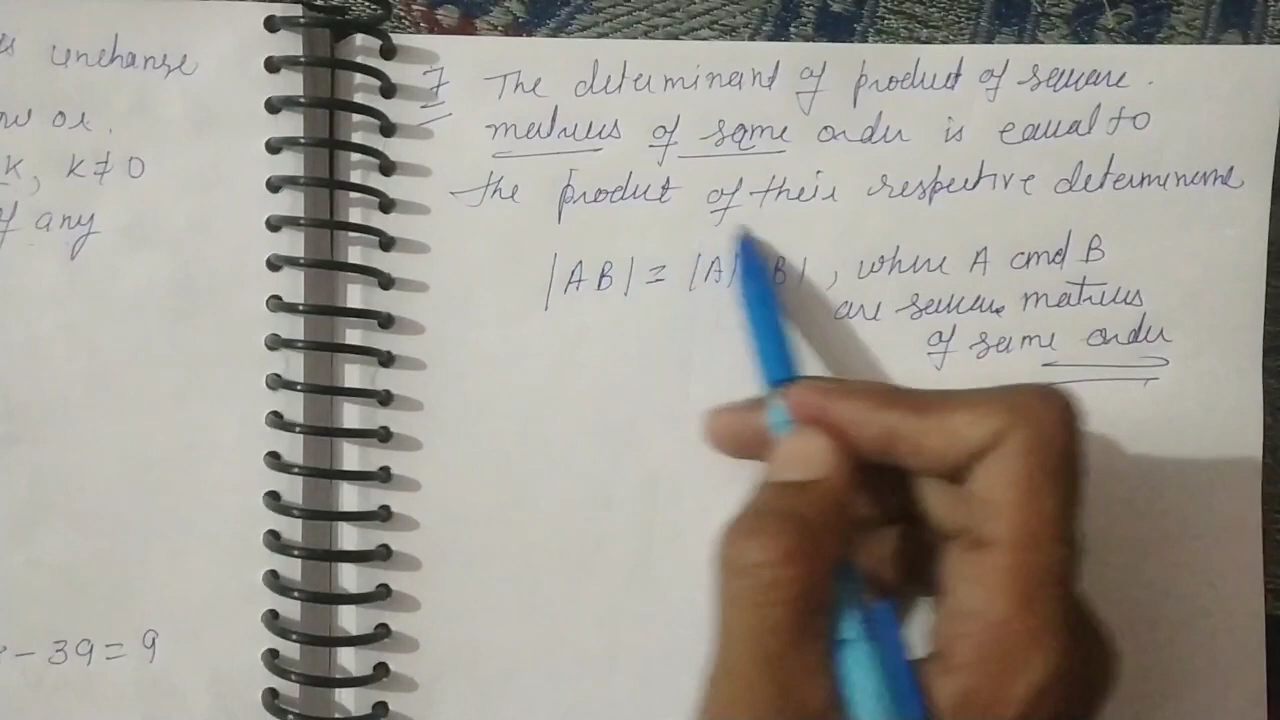 unchange
or.
K, K≠0
any
- 39 = 9
7 The determinant of product of square.
matrices of same order is equal to
the product of their respective determinants
|AB| = |A| |B|, where A and B
are square matrices
of same order